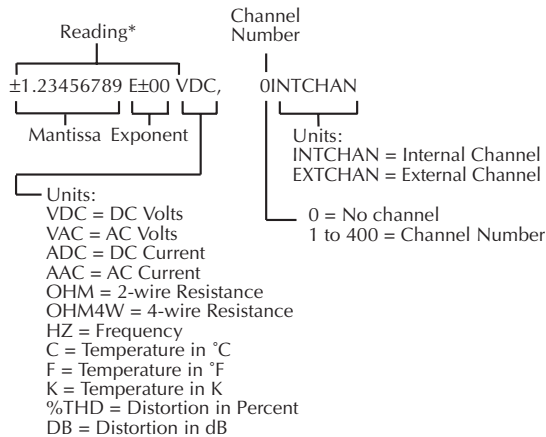 Channel
Number
Reading*
±1.23456789 E±00 VDC, 0INTCHAN
Mantissa Exponent
Units:
INTCHAN = Internal Channel
EXTCHAN = External Channel
0 = No channel
1 to 400 = Channel Number
Units:
VDC = DC Volts
VAC = AC Volts
ADC = DC Current
AAC = AC Current
OHM = 2-wire Resistance
OHM4W = 4-wire Resistance
HZ = Frequency
C = Temperature in ˚C
F = Temperature in ˚F
K = Temperature in K
%THD = Distortion in Percent
DB = Distortion in dB